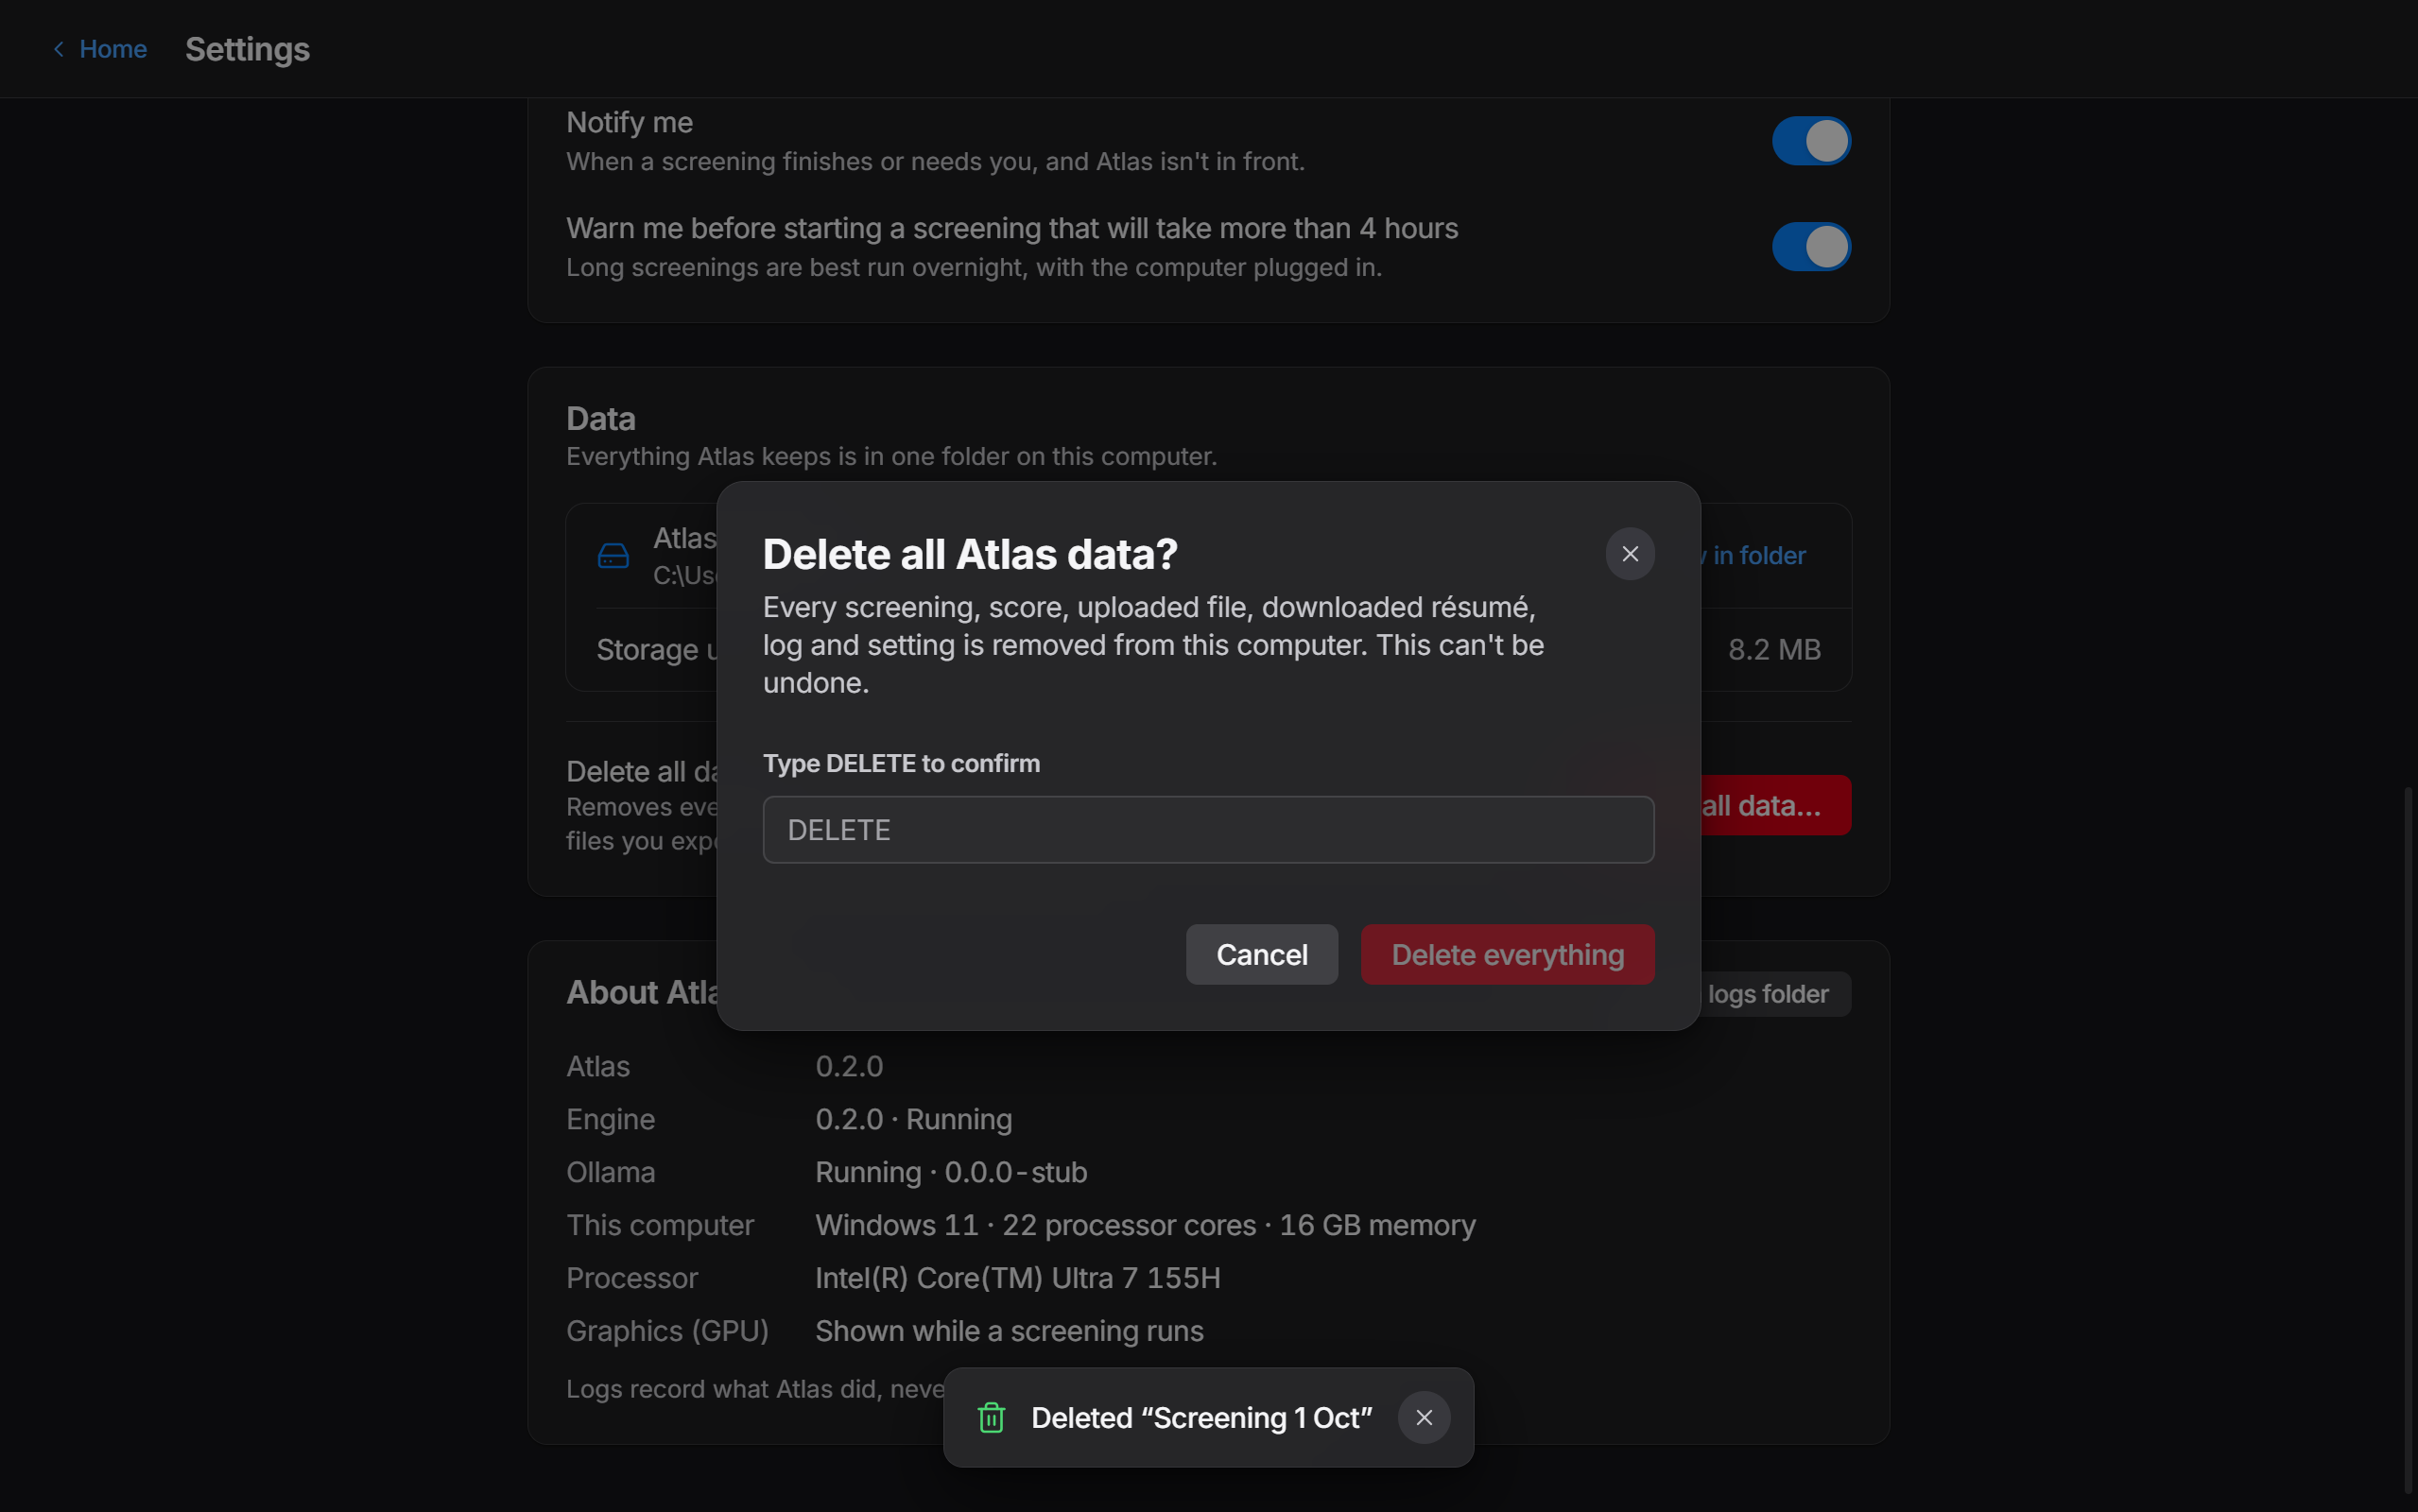 Home
Settings
Notify me
When a screening finishes or needs you, and Atlas isn't in front.
Warn me before starting a screening that will take more than 4 hours
Long screenings are best run overnight, with the computer plugged in.
Data
Everything Atlas keeps is in one folder on this computer.
Atlas
in folder
Storage
8.2 MB
Delete all
Removes
files you
all data...
Delete all Atlas data?
Every screening, score, uploaded file, downloaded résumé,
log and setting is removed from this computer. This can't be
undone.
Type DELETE to confirm
DELETE
Cancel
Delete everything
About
logs folder
Atlas
0.2.0
Engine
0.2.0 · Running
Ollama
Running · 0.0.0-stub
This computer
Windows 11 · 22 processor cores · 16 GB memory
Processor
Intel(R) Core(TM) Ultra 7 155H
Graphics (GPU)
Shown while a screening runs
Logs record what Atlas did,
Deleted “Screening 1 Oct”